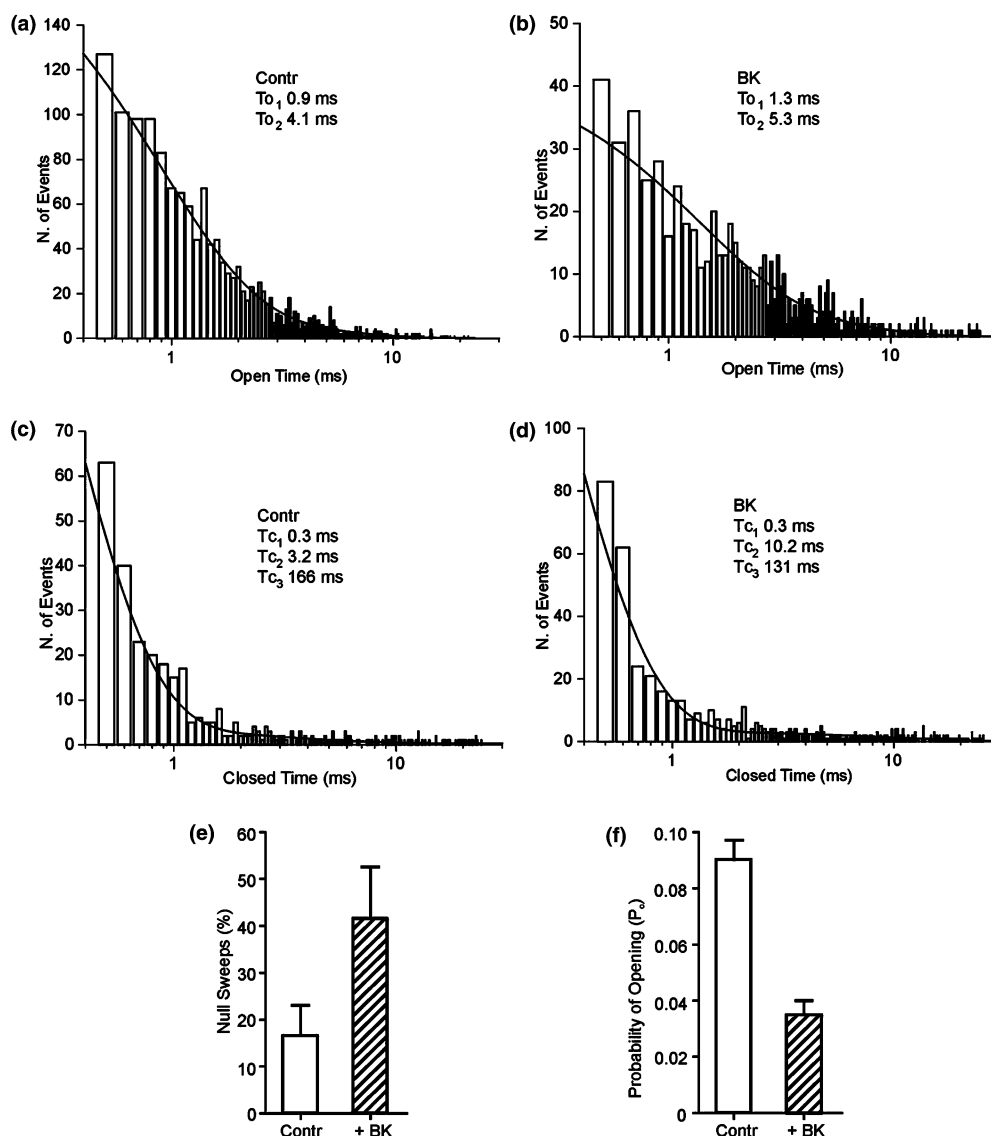 (a)
140
120
100
80
60
40
20
0
N. of Events
Contr
To1 0.9 ms
To2 4.1 ms
1
10
Open Time (ms)
(b)
50
40
30
20
10
0
N. of Events
BK
To1 1.3 ms
To2 5.3 ms
1
10
Open Time (ms)
(c)
70
60
50
40
30
20
10
0
N. of Events
Contr
Tc1 0.3 ms
Tc2 3.2 ms
Tc3 166 ms
1
10
Closed Time (ms)
(d)
100
80
60
40
20
0
N. of Events
BK
Tc1 0.3 ms
Tc2 10.2 ms
Tc3 131 ms
1
10
Closed Time (ms)
(e)
60
50
40
30
20
10
0
Null Sweeps (%)
Contr
+ BK
(f)
0.10
0.08
0.06
0.04
0.02
0
Probability of Opening (Po)
Contr
+ BK